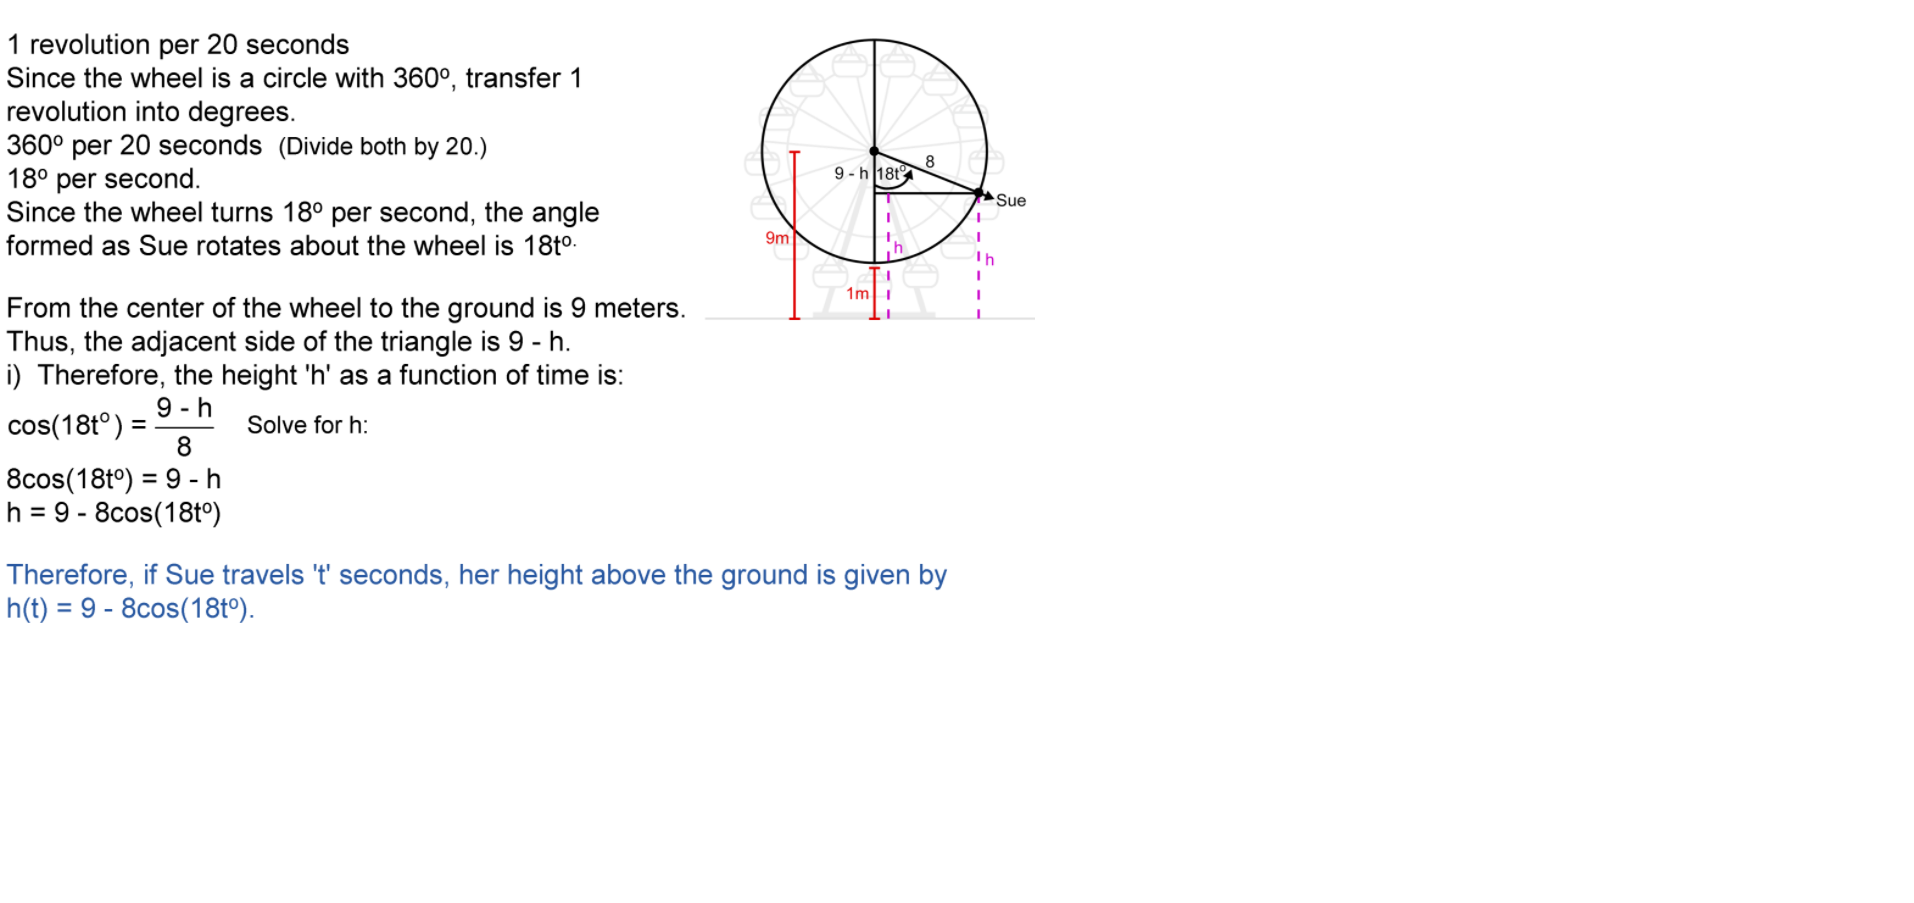 1 revolution per 20 seconds
Since the wheel is a circle with 360º, transfer 1
revolution into degrees.
360º per 20 seconds (Divide both by 20.)
18º per second.
Since the wheel turns 18º per second, the angle
formed as Sue rotates about the wheel is 18tº.
From the center of the wheel to the ground is 9 meters.
Thus, the adjacent side of the triangle is 9 - h.
i) Therefore, the height 'h' as a function of time is:
cos(18tº) = 9 - h / 8 Solve for h:
8cos(18tº) = 9 - h
h = 9 - 8cos(18tº)
Therefore, if Sue travels 't' seconds, her height above the ground is given by
h(t) = 9 - 8cos(18tº).
8
9 - h
18tº
Sue
9m
h
h
1m